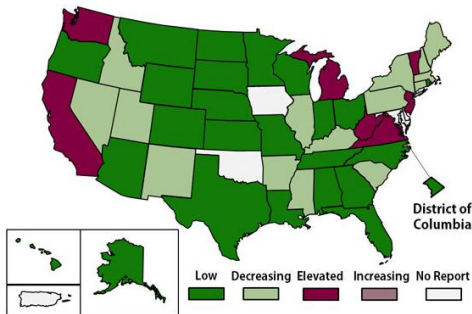 District of
Columbia
Low Decreasing Elevated Increasing No Report